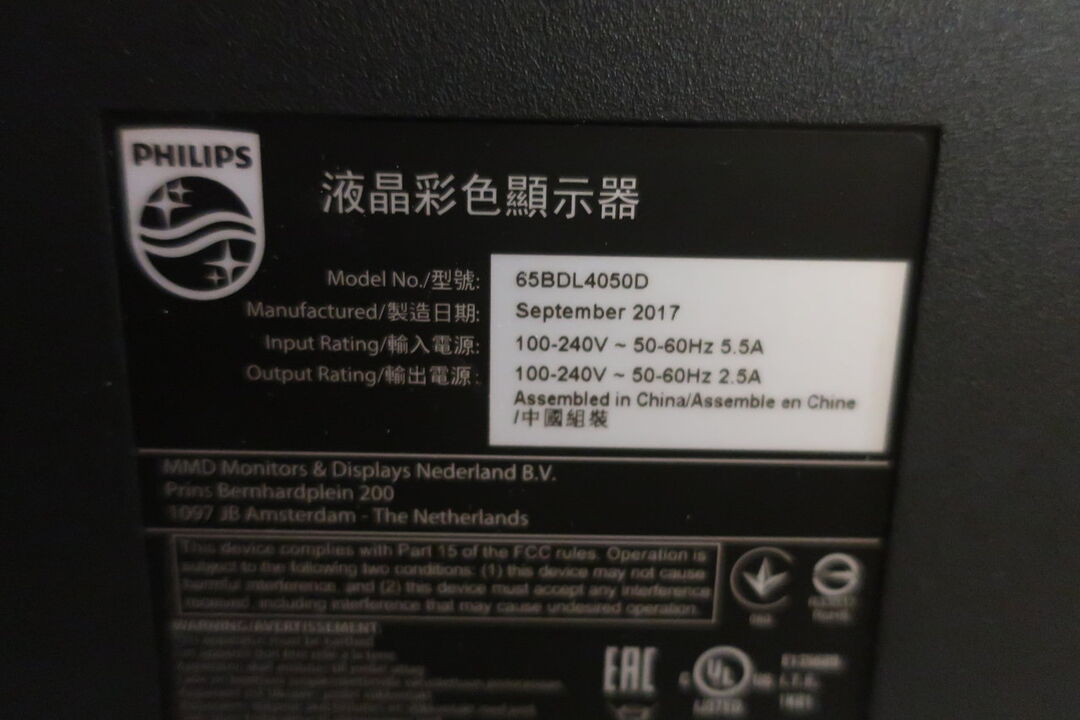 PHILIPS
液晶彩色顯示器
Model No./型號: 65BDL4050D
Manufactured/製造日期: September 2017
Input Rating/輸入電源: 100-240V ~ 50-60Hz 5.5A
Output Rating/輸出電源: 100-240V ~ 50-60Hz 2.5A
Assembled in China/Assemble en Chine
/中國組裝
MMD Monitors & Displays Nederland B.V.
Prins Bernhardplein 200
1097 JB Amsterdam - The Netherlands
This device complies with Part 15 of the FCC rules. Operation is
subject to the following two conditions: (1) this device may not cause
harmful interference, and (2) this device must accept any interference
received, including interference that may cause undesired operation.
WARNING/AVERTISSEMENT
EAC
UL
LISTED